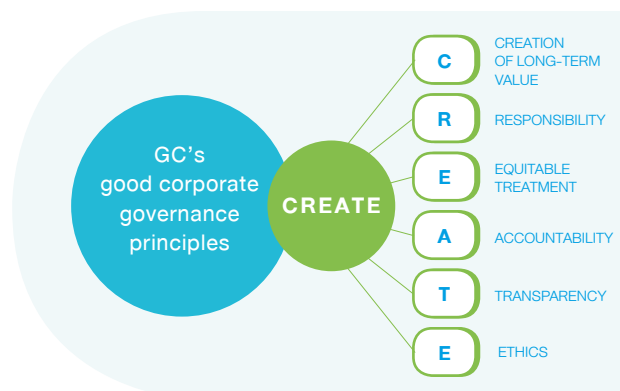 GC’s
good corporate
governance
principles
CREATE
C
CREATION
OF LONG-TERM
VALUE
R
RESPONSIBILITY
E
EQUITABLE
TREATMENT
A
ACCOUNTABILITY
T
TRANSPARENCY
E
ETHICS